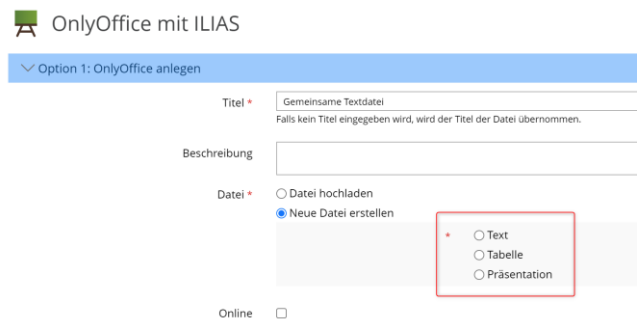 OnlyOffice mit ILIAS
Option 1: OnlyOffice anlegen
Titel *
Gemeinsame Textdatei
Falls kein Titel eingegeben wird, wird der Titel der Datei übernommen.
Beschreibung
Datei *
Datei hochladen
Neue Datei erstellen
* Text
Tabelle
Präsentation
Online